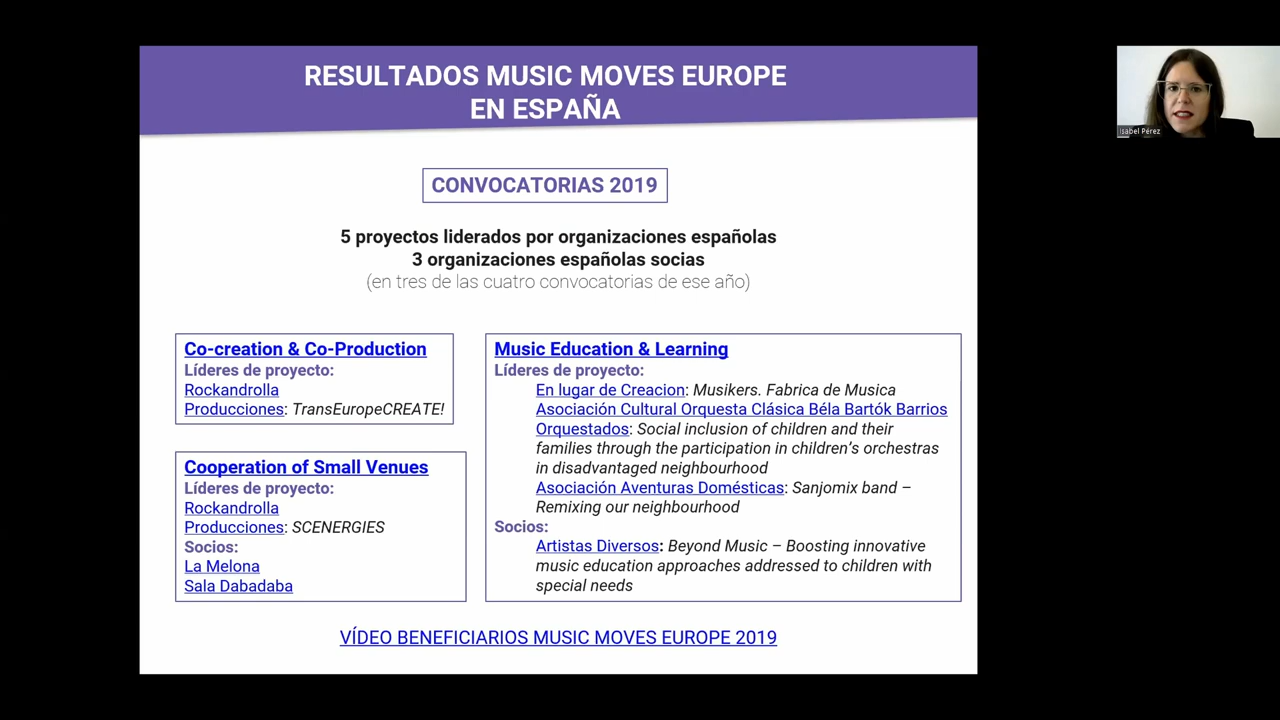 RESULTADOS MUSIC MOVES EUROPE
EN ESPAÑA
CONVOCATORIAS 2019
5 proyectos liderados por organizaciones españolas
3 organizaciones españolas socias
(en tres de las cuatro convocatorias de ese año)
Co-creation & Co-Production
Líderes de proyecto:
Rockandrolla
Producciones: TransEuropeCREATE!
Cooperation of Small Venues
Líderes de proyecto:
Rockandrolla
Producciones: SCENERGIES
Socios:
La Melona
Sala Dabadaba
Music Education & Learning
Líderes de proyecto:
En lugar de Creacion: Musikers. Fabrica de Musica
Asociación Cultural Orquesta Clásica Béla Bartók Barrios
Orquestados: Social inclusion of children and their
families through the participation in children's orchestras
in disadvantaged neighbourhood
Asociación Aventuras Domésticas: Sanjomix band –
Remixing our neighbourhood
Socios:
Artistas Diversos: Beyond Music – Boosting innovative
music education approaches addressed to children with
special needs
VÍDEO BENEFICIARIOS MUSIC MOVES EUROPE 2019
Isabel Pérez